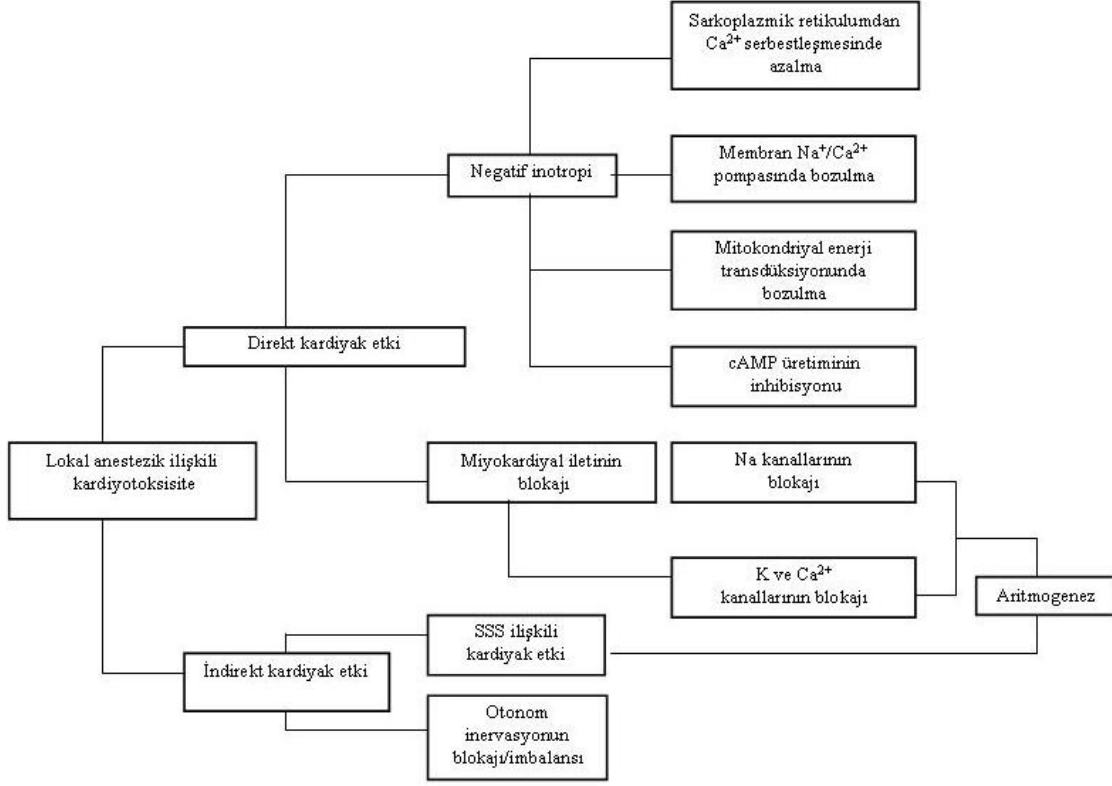 Sarkoplazmik retikulumdan
Ca²⁺ serbestleşmesinde
azalma
Negatif inotropi
Membran Na⁺/Ca²⁺
pompasında bozulma
Mitokondriyal enerji
transdüksiyonunda
bozulma
Direkt kardiyak etki
cAMP üretiminin
inhibisyonu
Lokal anestezik ilişkili
kardiyotoksisite
Miyokardiyal iletinin
blokajı
Na kanallarının
blokajı
K ve Ca²⁺
kanallarının blokajı
Aritmogenez
SSS ilişkili
kardiyak etki
İndirekt kardiyak etki
Otonom
inervasyonun
blokajı/imbalansı